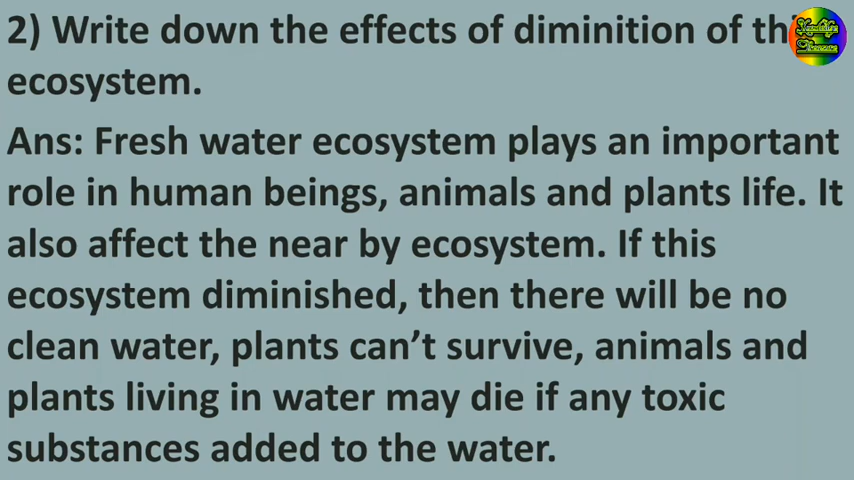 2) Write down the effects of diminition of this
ecosystem.
Ans: Fresh water ecosystem plays an important
role in human beings, animals and plants life. It
also affect the near by ecosystem. If this
ecosystem diminished, then there will be no
clean water, plants can't survive, animals and
plants living in water may die if any toxic
substances added to the water.